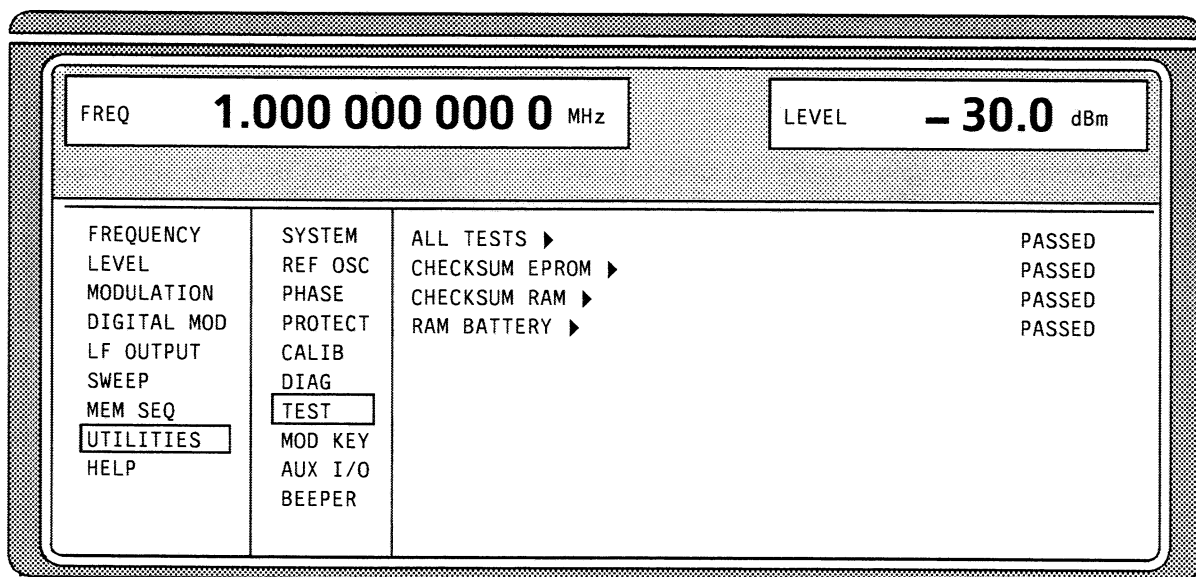 FREQ 1.000 000 000 0 MHz LEVEL – 30.0 dBm
FREQUENCY
LEVEL
MODULATION
DIGITAL MOD
LF OUTPUT
SWEEP
MEM SEQ
UTILITIES
HELP
SYSTEM
REF OSC
PHASE
PROTECT
CALIB
DIAG
TEST
MOD KEY
AUX I/O
BEEPER
ALL TESTS ▶ PASSED
CHECKSUM EPROM ▶ PASSED
CHECKSUM RAM ▶ PASSED
RAM BATTERY ▶ PASSED